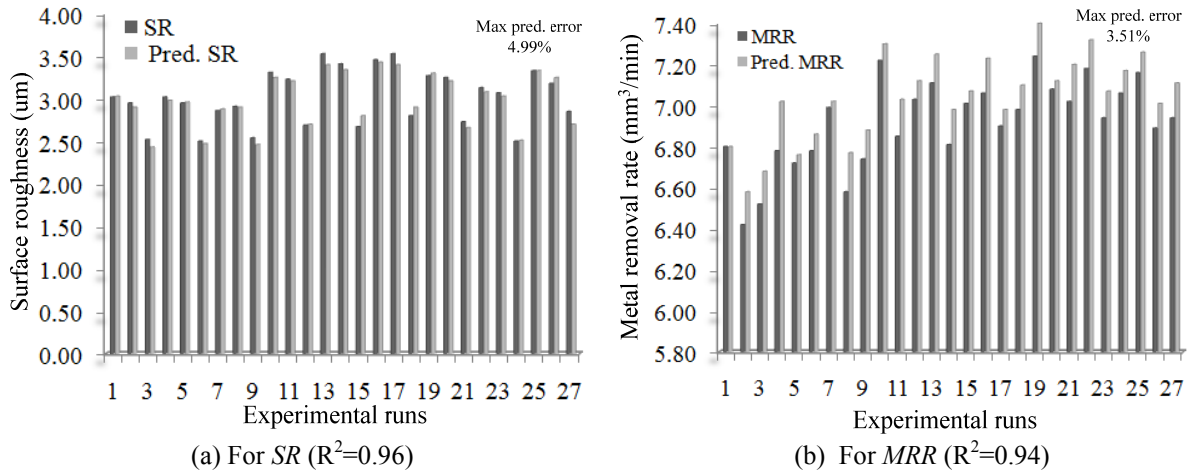 SR
Pred. SR
Max pred. error
4.99%
Surface roughness (um)
4.00
3.50
3.00
2.50
2.00
1.50
1.00
0.50
0.00
1 3 5 7 9 11 13 15 17 19 21 23 25 27
Experimental runs
(a) For SR (R²=0.96)
MRR
Pred. MRR
Max pred. error
3.51%
Metal removal rate (mm³/min)
7.40
7.20
7.00
6.80
6.60
6.40
6.20
6.00
5.80
1 3 5 7 9 11 13 15 17 19 21 23 25 27
Experimental runs
(b) For MRR (R²=0.94)